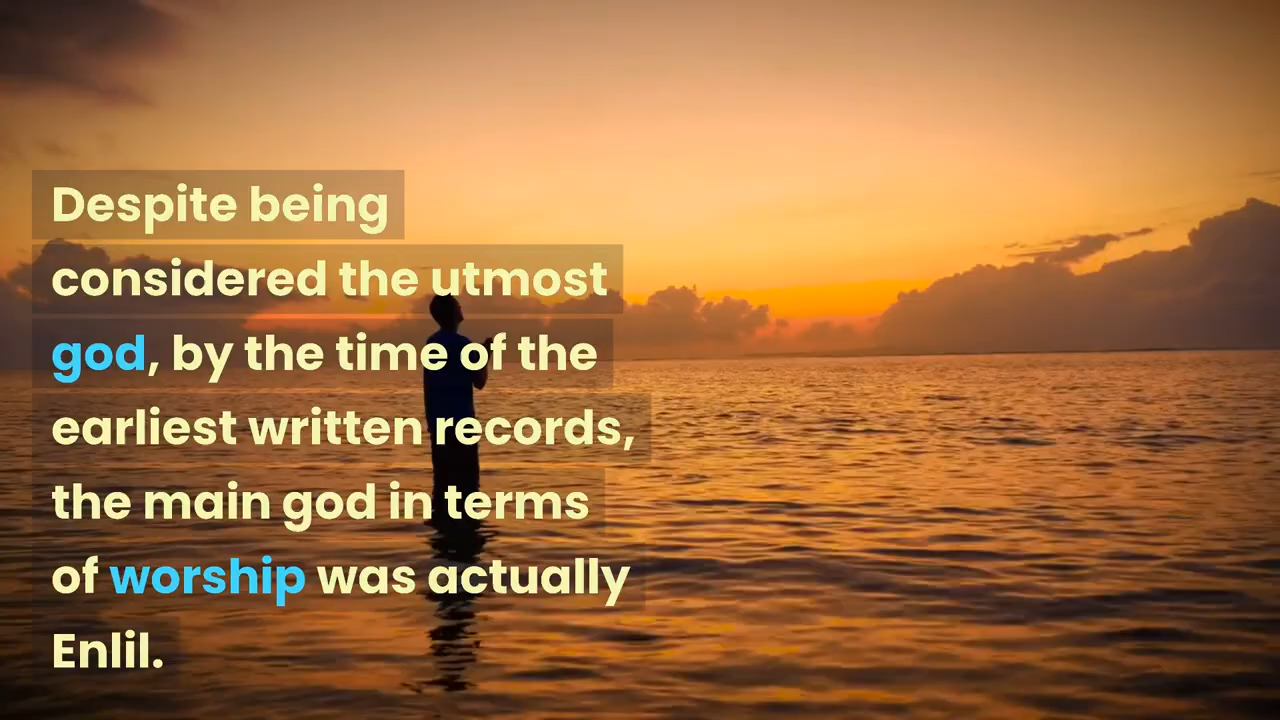 Despite being
considered the utmost
god, by the time of the
earliest written records,
the main god in terms
of worship was actually
Enlil.